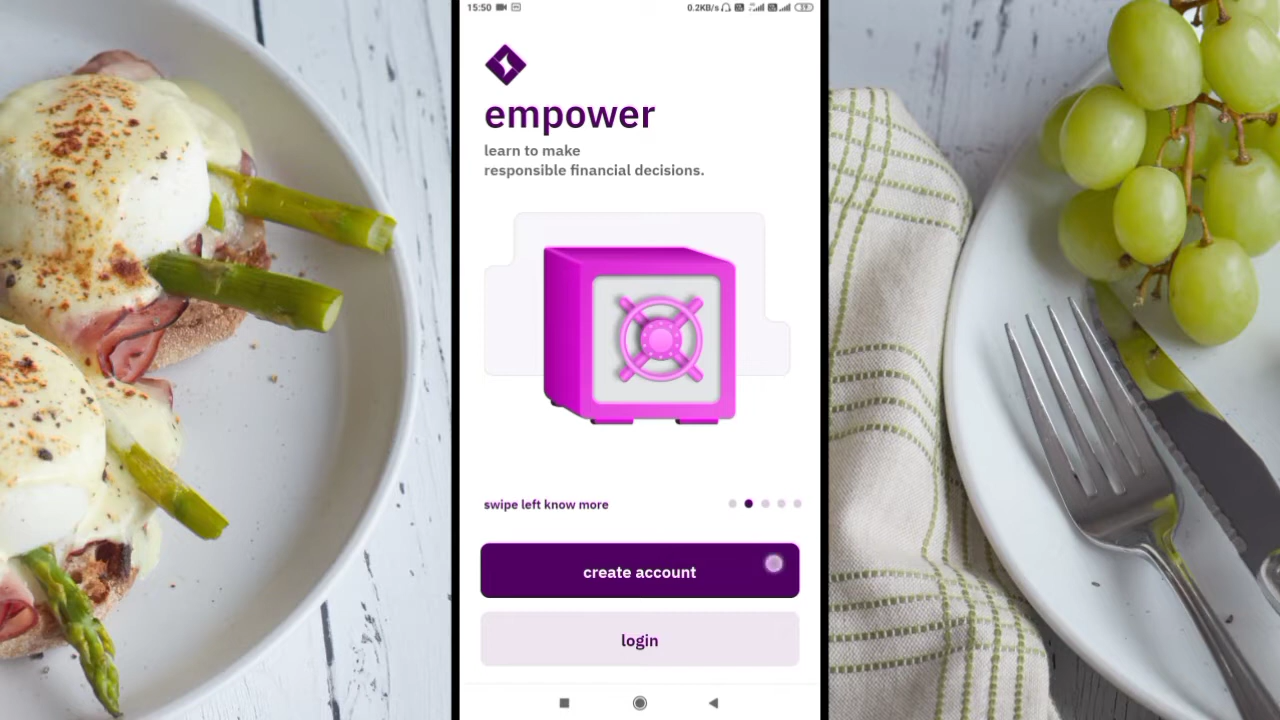 15:50
0.2KB/s
empower
learn to make
responsible financial decisions.
swipe left know more
create account
login